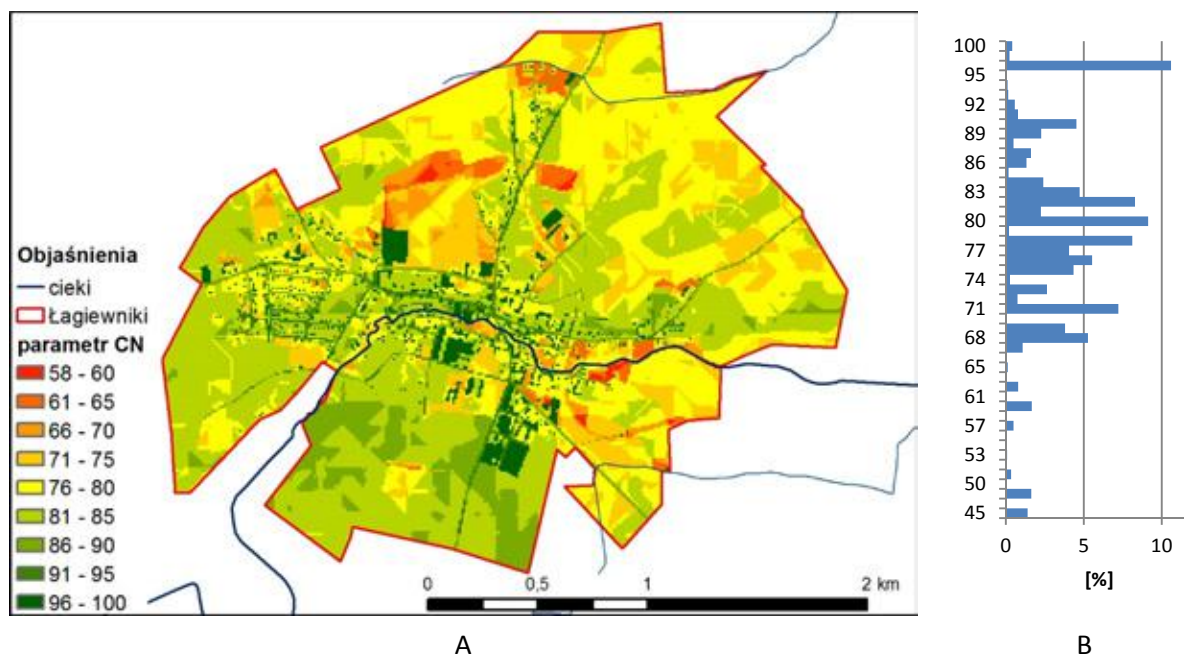 Objaśnienia
cieki
Łagiewniki
parametr CN
58 - 60
61 - 65
66 - 70
71 - 75
76 - 80
81 - 85
86 - 90
91 - 95
96 - 100
0 0,5 1 2 km
A
100
95
92
89
86
83
80
77
74
71
68
65
61
57
53
50
45
0 5 10
[%]
B